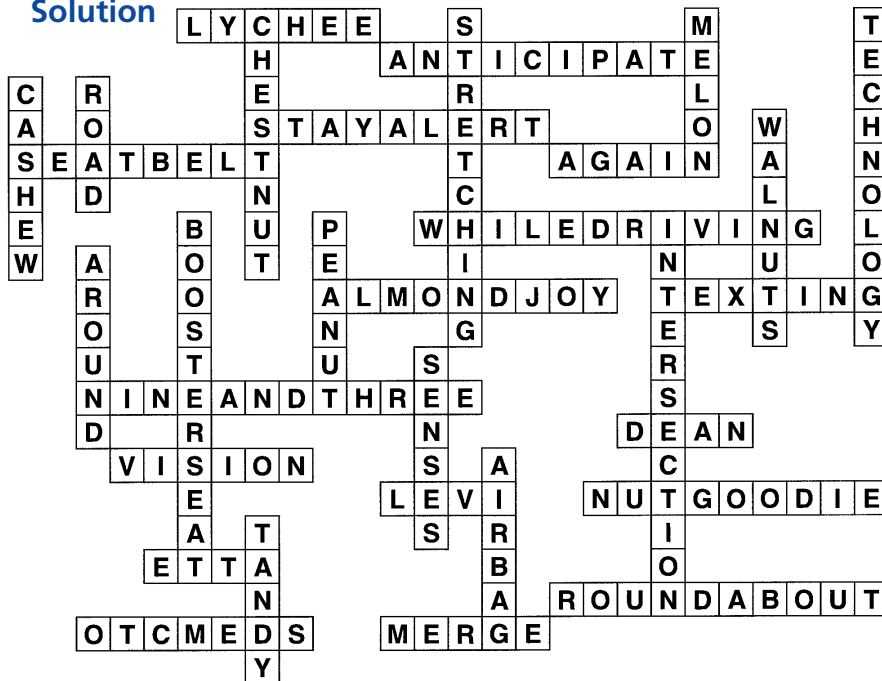 Solution
LYCHEE
CHESTNUT
STRETCHING
MELON
TECHNOLOGY
ANTICIPATE
CASHEW
ROAD
STAYALERT
WALNUTS
SEATBELT
AGAIN
BOOSTERSEAT
PEANUT
WHILEDRIVING
INTERSECTION
AROUND
ALMONDJOY
TEXTING
SENSES
NINEANDTHREE
DEAN
VISION
AIRBAG
LEVI
NUTGOODIE
TANDY
ETTA
ROUNDABOUT
OTCMEDS
MERGE